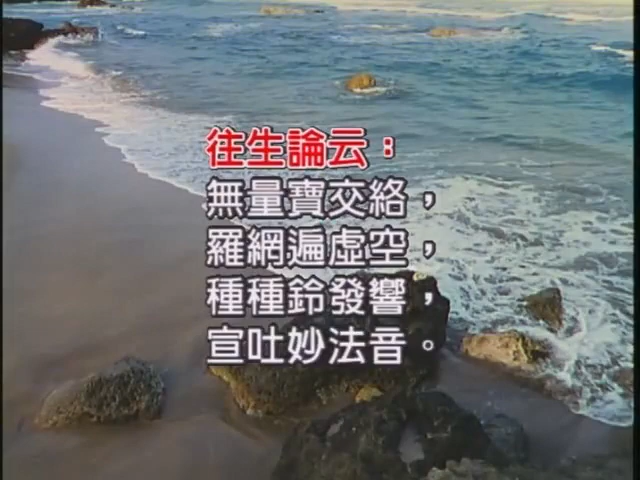 往生論云：
無量寶交絡，
羅網遍虛空，
種種鈴發響，
宣吐妙法音。